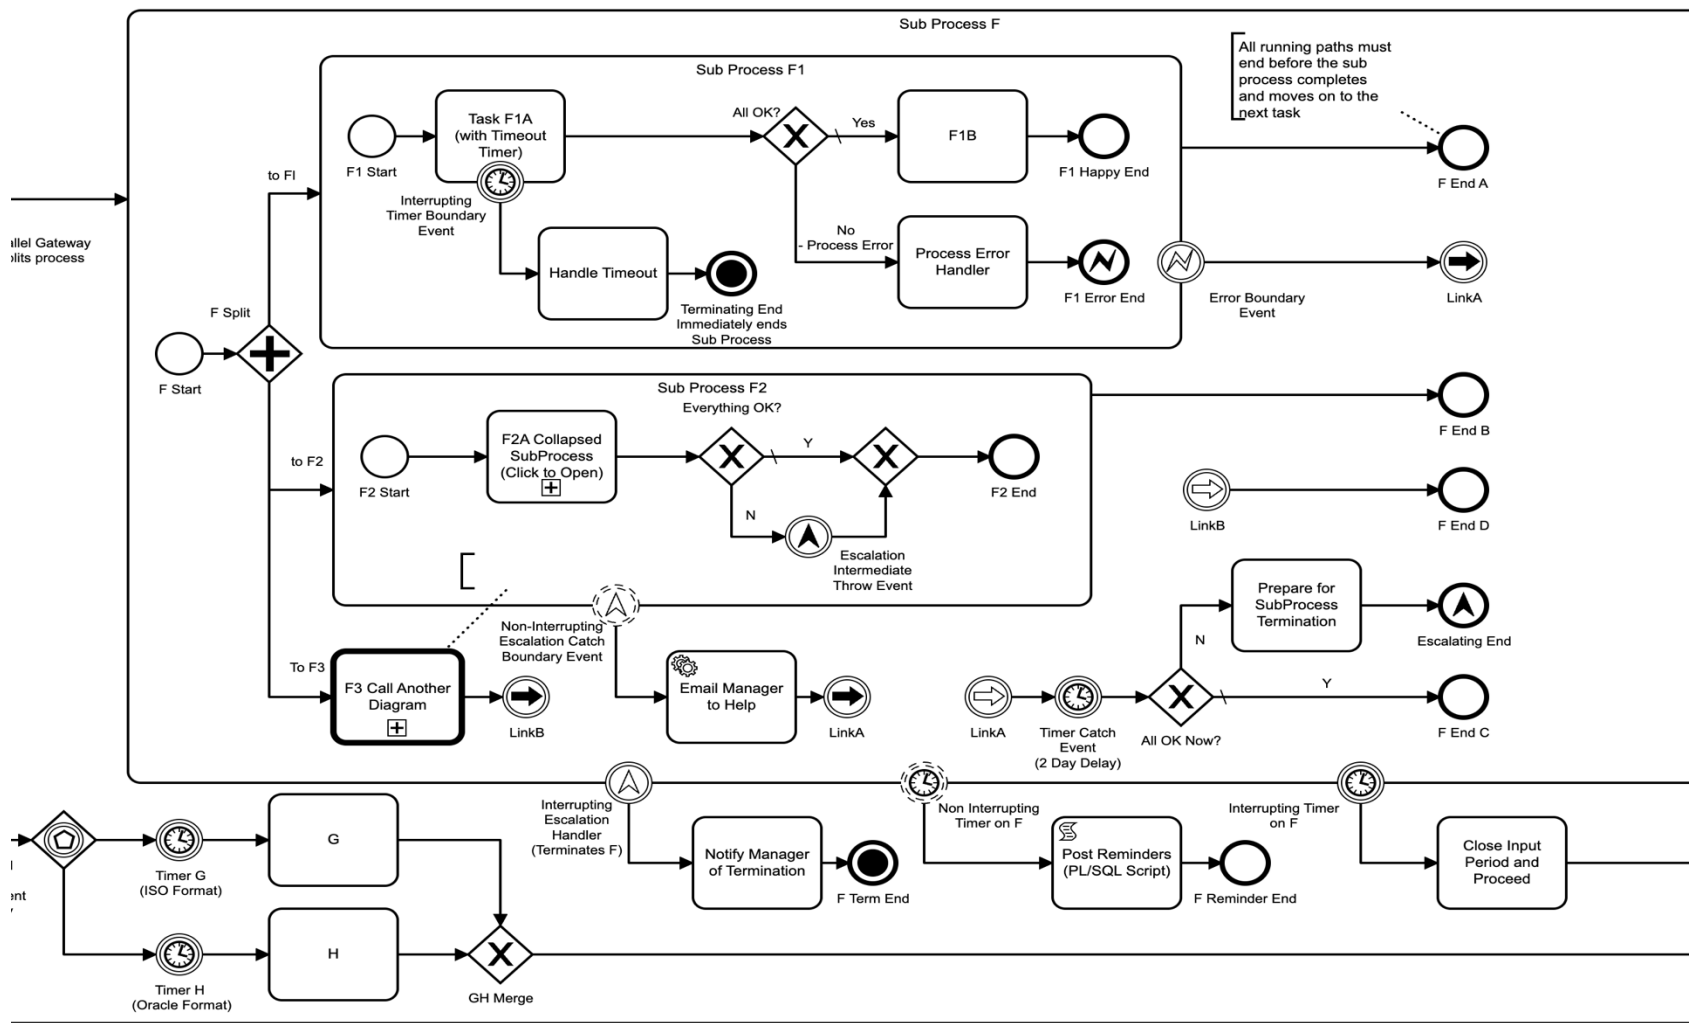 Sub Process F
All running paths must
end before the sub
process completes
and moves on to the
next task
Sub Process F1
Task F1A
(with Timeout
Timer)
All OK?
Yes
F1B
F1 Start
F1 Happy End
F End A
to FI
Interrupting
Timer Boundary
Event
No
- Process Error
Process Error
Handler
Handle Timeout
F1 Error End
Error Boundary
Event
LinkA
Terminating End
Immediately ends
Sub Process
allel Gateway
plits process
F Split
F Start
Sub Process F2
Everything OK?
F2A Collapsed
SubProcess
(Click to Open)
Y
F End B
to F2
F2 Start
F2 End
N
LinkB
F End D
Escalation
Intermediate
Throw Event
Prepare for
SubProcess
Termination
Non-Interrupting
Escalation Catch
Boundary Event
N
Escalating End
To F3
F3 Call Another
Diagram
Email Manager
to Help
Y
LinkB
LinkA
LinkA
Timer Catch
Event
(2 Day Delay)
All OK Now?
F End C
Interrupting
Escalation
Handler
(Terminates F)
Non Interrupting
Timer on F
Interrupting Timer
on F
G
Notify Manager
of Termination
Post Reminders
(PL/SQL Script)
Close Input
Period and
Proceed
Timer G
(ISO Format)
ent
F Term End
F Reminder End
H
Timer H
(Oracle Format)
GH Merge